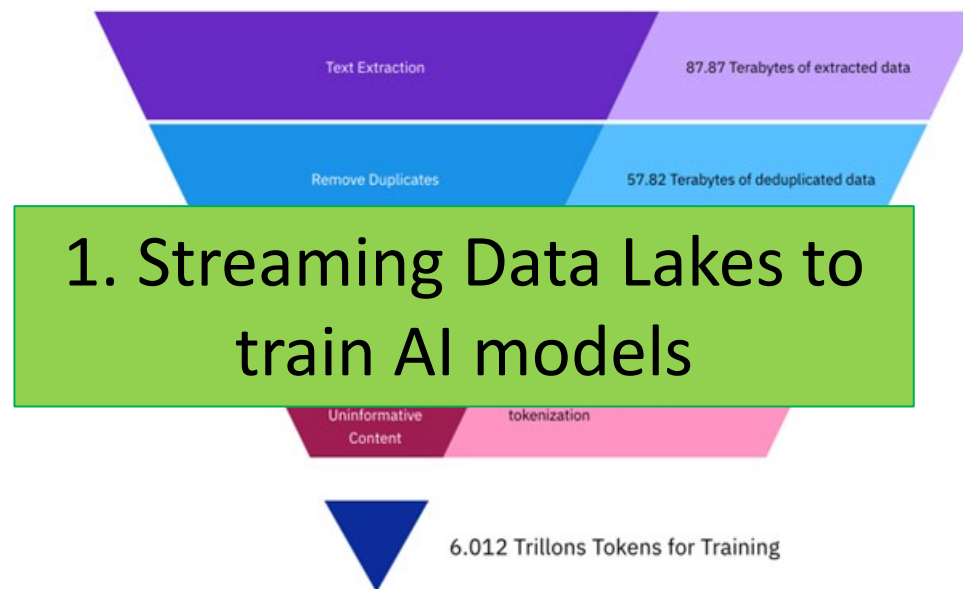 Text Extraction
87.87 Terabytes of extracted data
Remove Duplicates
57.82 Terabytes of deduplicated data
1. Streaming Data Lakes to
train AI models
Uninformative
Content
tokenization
6.012 Trillons Tokens for Training